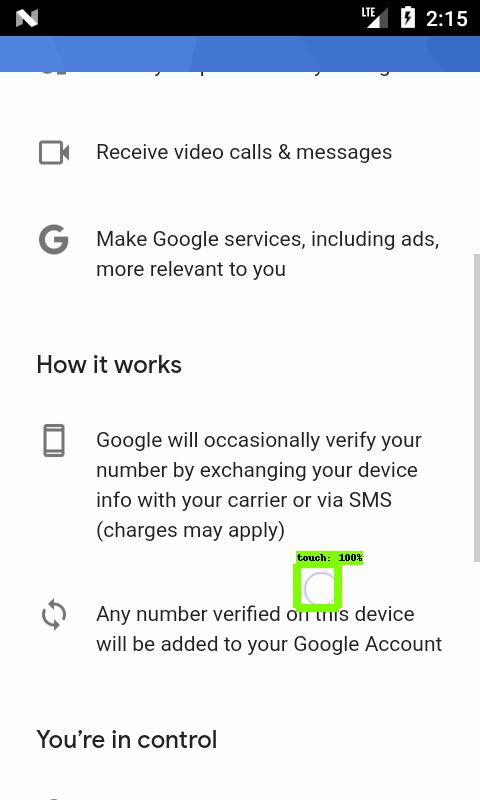 LTE 2:15
Receive video calls & messages
Make Google services, including ads,
more relevant to you
How it works
Google will occasionally verify your
number by exchanging your device
info with your carrier or via SMS
(charges may apply)
touch: 100%
Any number verified on this device
will be added to your Google Account
You’re in control